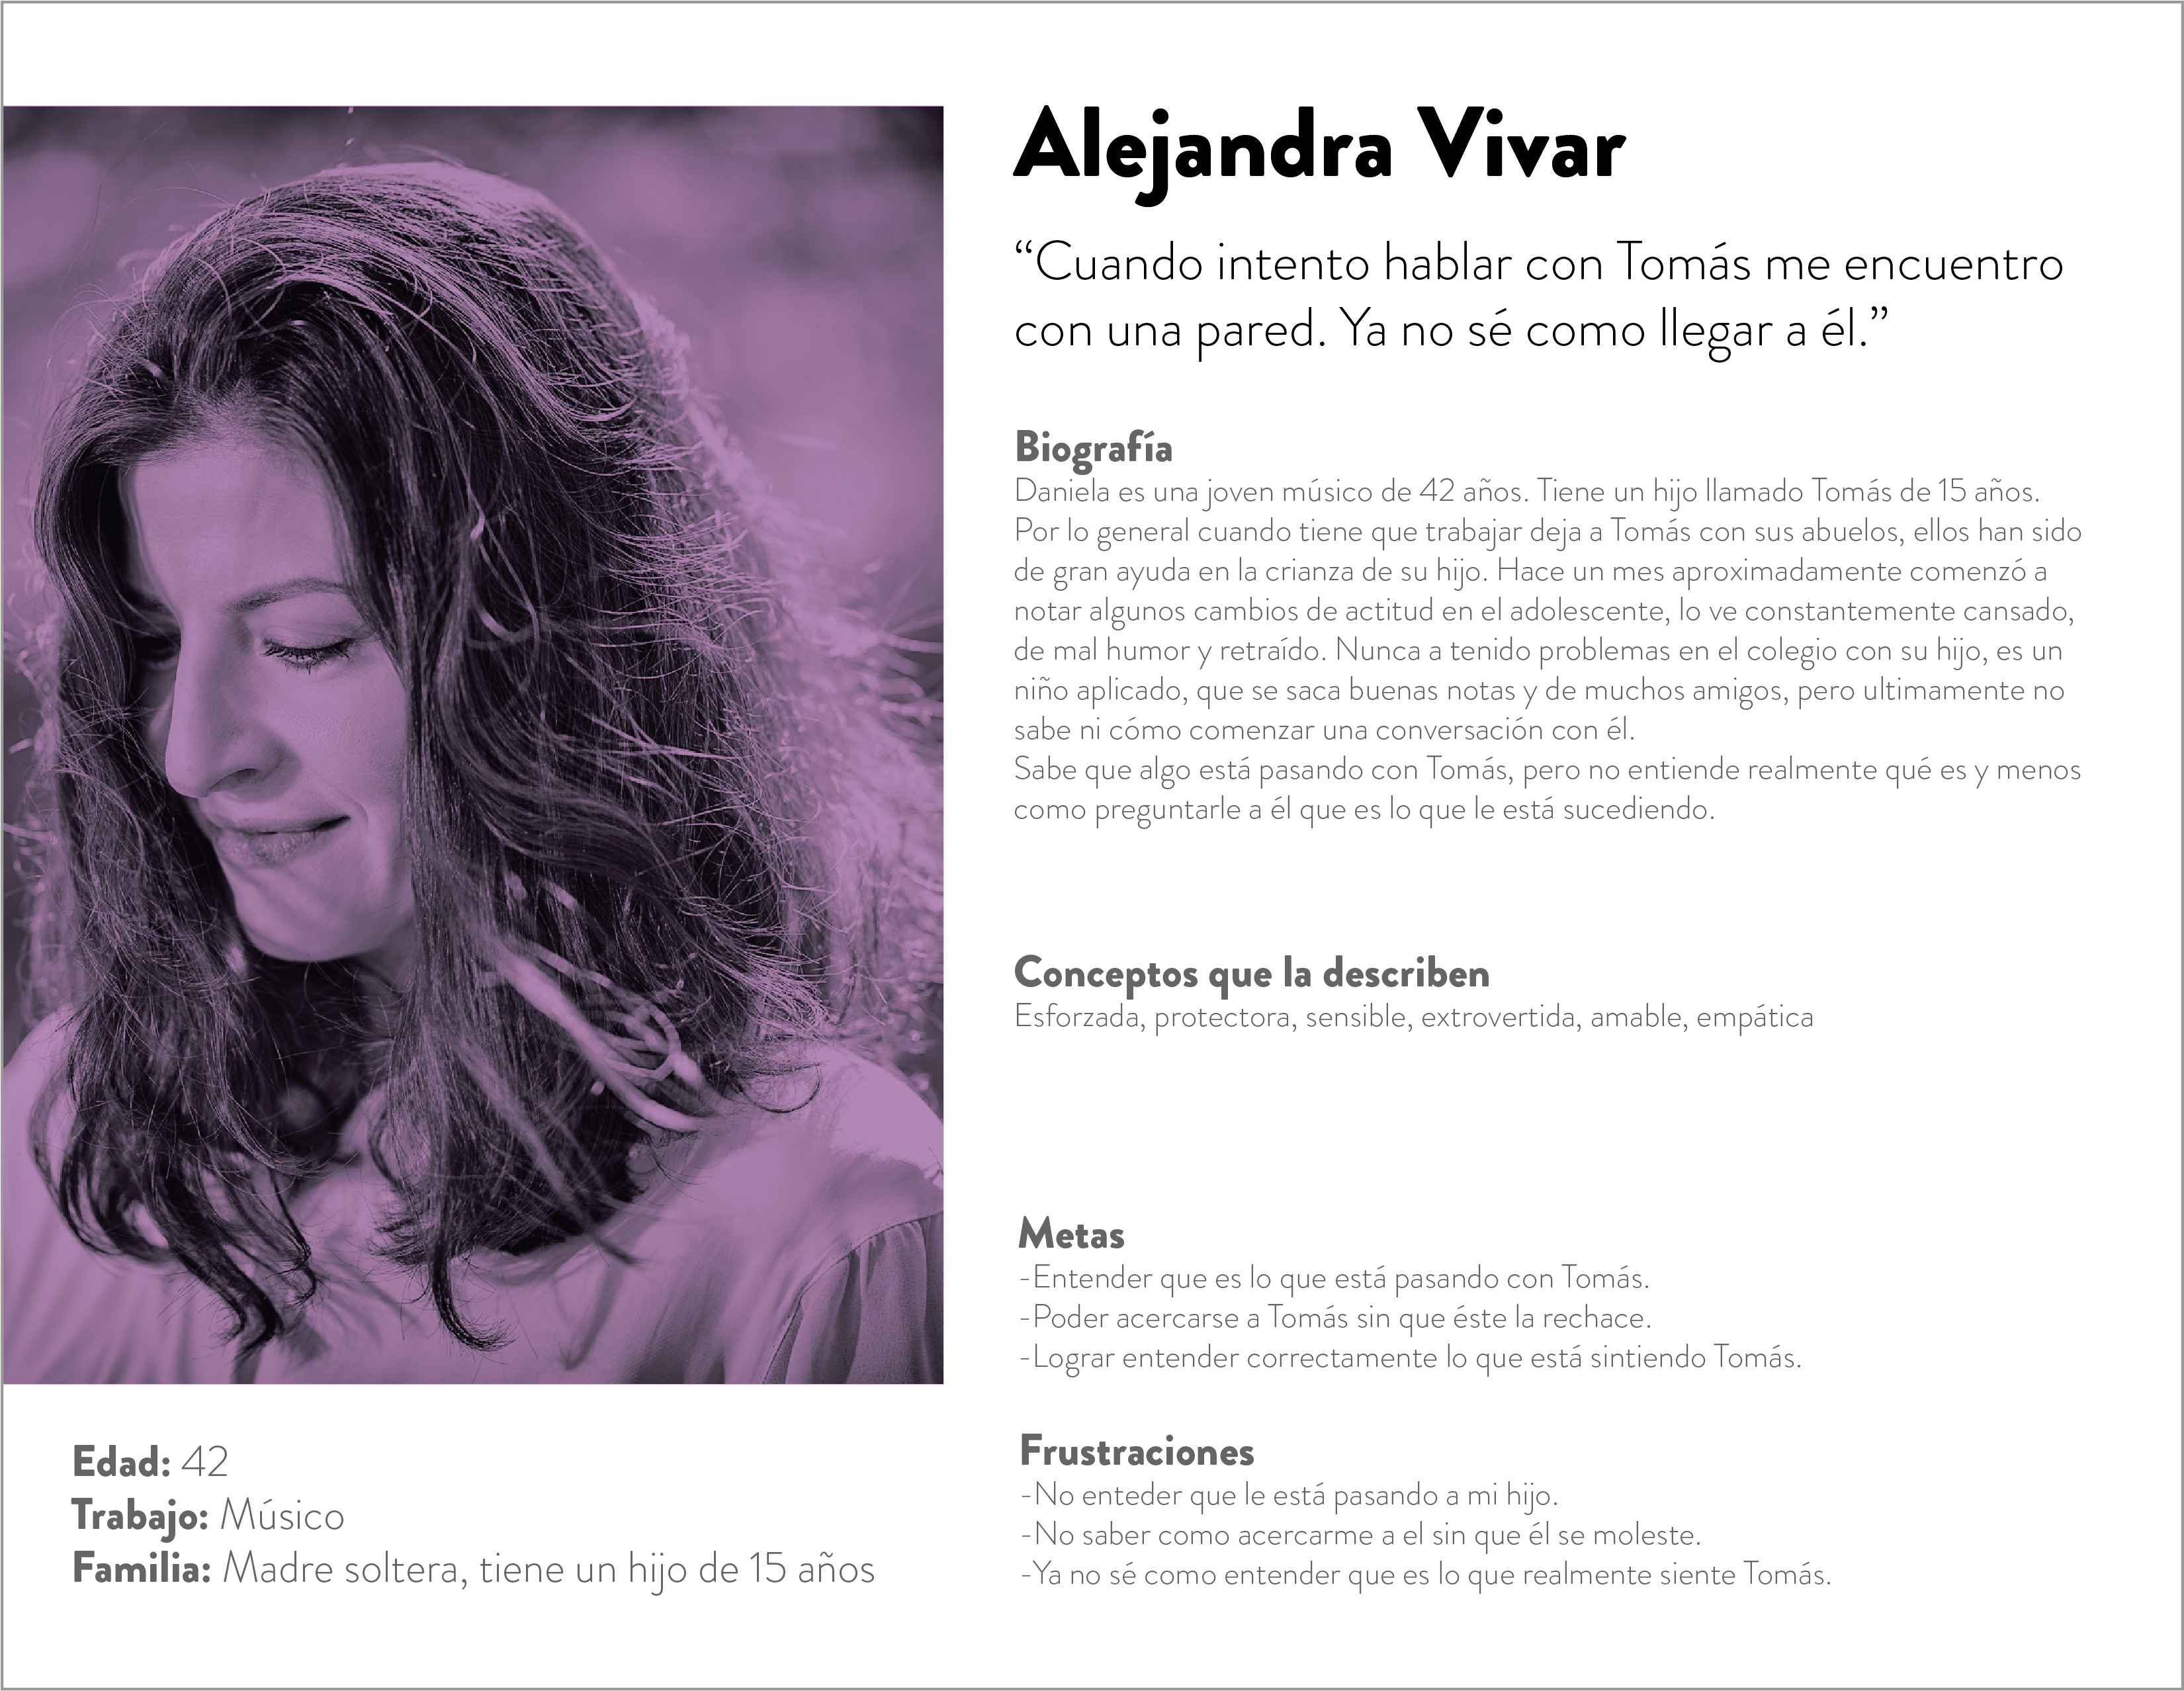 Alejandra Vivar
“Cuando intento hablar con Tomás me encuentro
con una pared. Ya no sé como llegar a él.”
Biografía
Daniela es una joven músico de 42 años. Tiene un hijo llamado Tomás de 15 años.
Por lo general cuando tiene que trabajar deja a Tomás con sus abuelos, ellos han sido
de gran ayuda en la crianza de su hijo. Hace un mes aproximadamente comenzó a
notar algunos cambios de actitud en el adolescente, lo ve constantemente cansado,
de mal humor y retraído. Nunca a tenido problemas en el colegio con su hijo, es un
niño aplicado, que se saca buenas notas y de muchos amigos, pero ultimamente no
sabe ni cómo comenzar una conversación con él.
Sabe que algo está pasando con Tomás, pero no entiende realmente qué es y menos
como preguntarle a él que es lo que le está sucediendo.
Conceptos que la describen
Esforzada, protectora, sensible, extrovertida, amable, empática
Metas
-Entender que es lo que está pasando con Tomás.
-Poder acercarse a Tomás sin que éste la rechace.
-Lograr entender correctamente lo que está sintiendo Tomás.
Frustraciones
-No enteder que le está pasando a mi hijo.
-No saber como acercarme a el sin que él se moleste.
-Ya no sé como entender que es lo que realmente siente Tomás.
Edad: 42
Trabajo: Músico
Familia: Madre soltera, tiene un hijo de 15 años